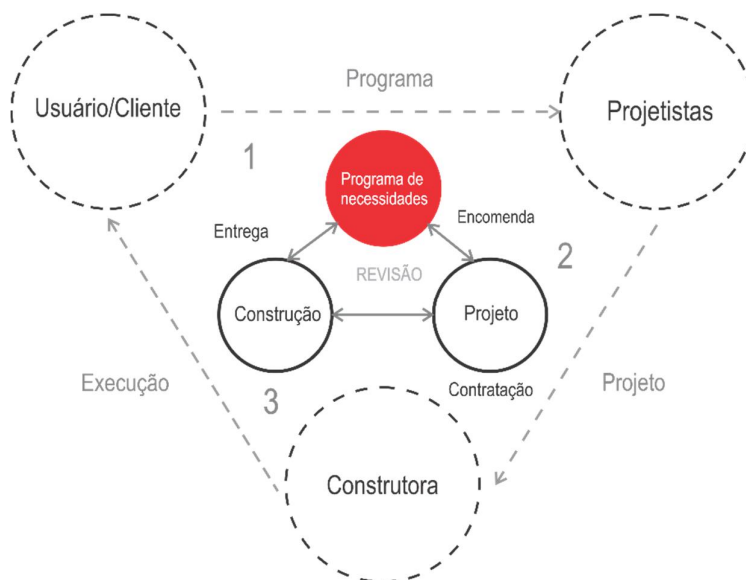 Programa
Usuário/Cliente
Projetistas
1
Programa de
necessidades
Entrega
Encomenda
2
REVISÃO
Construção
Projeto
Execução
3
Contratação
Projeto
Construtora